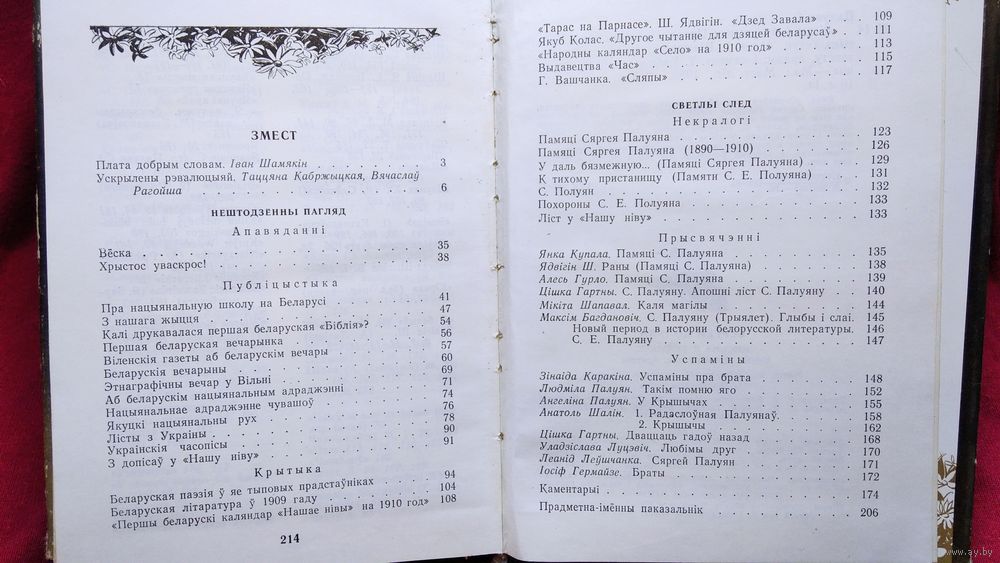 ЗМЕСТ
Плата добрым словам. Іван Шамякін . . . . . . . . . . . 3
Ускрылены рэвалюцыяй. Таццяна Кабржыцкая, Вячаслаў
Рагойша . . . . . . . . . . . 6
НЕШТОДЗЕННЫ ПАГЛЯД
Апавяданні
Вёска . . . . . . . . . . . 35
Хрыстос уваскрос! . . . . . . . . . . . 38
Публіцыстыка
Пра нацыянальную школу на Беларусі . . . . . . . . . . . 41
З нашага жыцця . . . . . . . . . . . 47
Калі друкавалася першая беларуская «Біблія»? . . . . . . . . . . . 54
Першая беларуская вечарынка . . . . . . . . . . . 56
Віленскія газеты аб беларускім вечары . . . . . . . . . . . 57
Беларускія вечарыны . . . . . . . . . . . 60
Этнаграфічны вечар у Вільні . . . . . . . . . . . 69
Аб беларускім нацыянальным адраджэнні . . . . . . . . . . . 71
Нацыянальнае адраджэнне чувашоў . . . . . . . . . . . 74
Якуцкі нацыянальны рух . . . . . . . . . . . 76
Лісты з Украіны . . . . . . . . . . . 78
Украінскія часопісы . . . . . . . . . . . 90
З допісаў у «Нашу ніву» . . . . . . . . . . . 91
Крытыка
Беларуская паэзія ў яе тыповых прадстаўніках . . . . . . . . . . . 94
Беларуская літаратура ў 1909 гаду . . . . . . . . . . . 104
«Першы беларускі каляндар «Нашае нівы» на 1910 год» 108
214
«Тарас на Парнасе». Ш. Ядвігін. «Дзед Завала» . . . 109
Якуб Колас. «Другое чытанне для дзяцей беларусаў» . . . 111
«Народны каляндар «Село» на 1910 год» . . . . . . . . . . . 113
Выдавецтва «Час» . . . . . . . . . . . 115
Г. Вашчанка. «Сляпы» . . . . . . . . . . . 117
СВЕТЛЫ СЛЕД
Некралогі
Памяці Сяргея Палуяна . . . . . . . . . . . 123
Памяці Сяргея Палуяна (1890—1910) . . . . . . . . . . . 126
У даль бязмежную... (Памяці Сяргея Палуяна) . . . . . 129
К тихому пристанищу (Памяти С. Е. Полуяна) . . . . . 131
С. Полуян . . . . . . . . . . . 132
Похороны С. Е. Полуяна . . . . . . . . . . . 133
Ліст у «Нашу ніву» . . . . . . . . . . . 133
Прысвячэнні
Янка Купала. Памяці С. Палуяна . . . . . . . . . . . 135
Ядвігін Ш. Раны (Памяці С. Палуяна) . . . . . . . . . . . 138
Алесь Гурло. Памяці С. Палуяна . . . . . . . . . . . 139
Цішка Гартны. С. Палуяну. Апошні ліст С. Палуяну . . 140
Мікіта Шапавал. Каля магілы . . . . . . . . . . . 144
Максім Багдановіч. С. Палуяну (Трыялет). Глыбы і слаі. 145
Новый период в истории белорусской литературы. 146
С. Е. Палуяну . . . . . . . . . . . 147
Успаміны
Зінаіда Каракіна. Успаміны пра брата . . . . . . . . . . . 148
Людміла Палуян. Такім помню яго . . . . . . . . . . . 152
Ангеліна Палуян. У Крышычах . . . . . . . . . . . 155
Анатоль Шалін. 1. Радаслоўная Палуянаў. . . . . . . 158
2. Крышычы . . . . . . . . . . . 162
Цішка Гартны. Дваццаць гадоў назад . . . . . . . . . . . 168
Уладзіслава Луцэвіч. Любімы друг . . . . . . . . . . . 170
Леанід Леўшчанка. Сяргей Палуян . . . . . . . . . . . 171
Іосіф Гермайзе. Браты . . . . . . . . . . . 172
Каментарыі . . . . . . . . . . . 174
Прадметна-імённы паказальнік . . . . . . . . . . . 206
www.ay.by